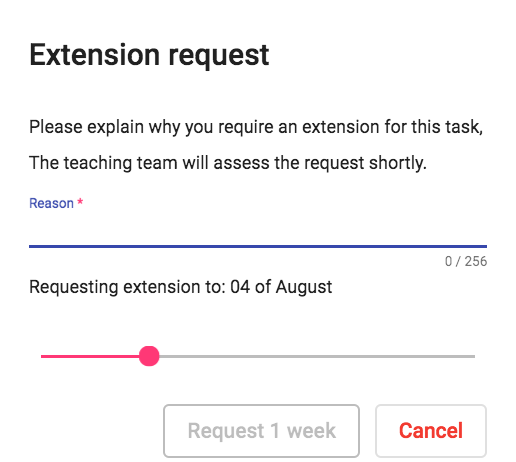 Extension request
Please explain why you require an extension for this task,
The teaching team will assess the request shortly.
Reason *
0 / 256
Requesting extension to: 04 of August
Request 1 week
Cancel